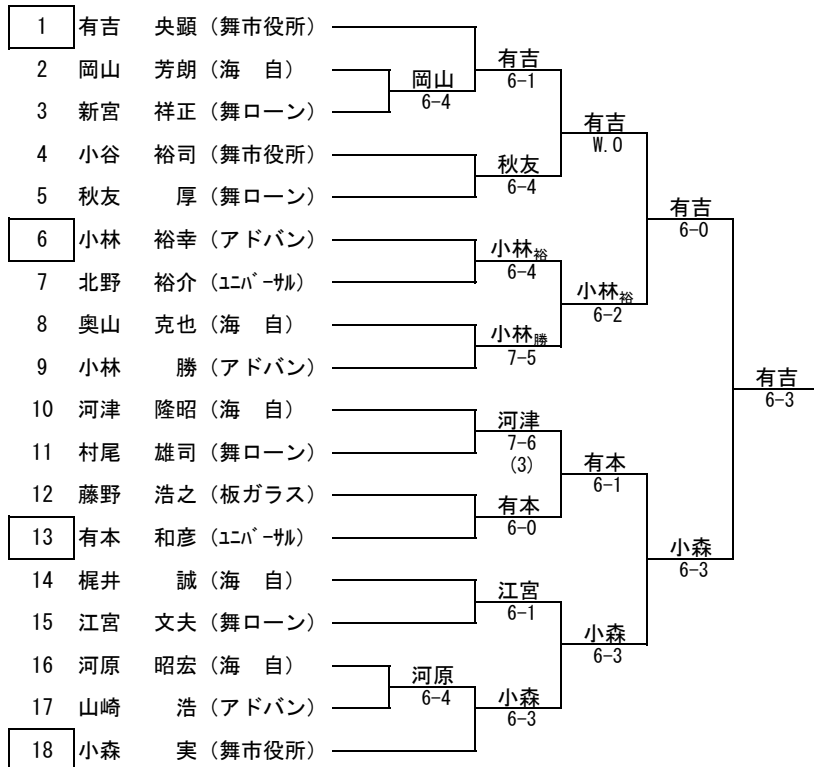 1 有吉 央顕 (舞市役所)
2 岡山 芳朗 (海 自)
3 新宮 祥正 (舞ローン)
4 小谷 裕司 (舞市役所)
5 秋友 厚 (舞ローン)
6 小林 裕幸 (アドバン)
7 北野 裕介 (ﾕﾆﾊﾞｰｻﾙ)
8 奥山 克也 (海 自)
9 小林 勝 (アドバン)
10 河津 隆昭 (海 自)
11 村尾 雄司 (舞ローン)
12 藤野 浩之 (板ガラス)
13 有本 和彦 (ﾕﾆﾊﾞｰｻﾙ)
14 梶井 誠 (海 自)
15 江宮 文夫 (舞ローン)
16 河原 昭宏 (海 自)
17 山崎 浩 (アドバン)
18 小森 実 (舞市役所)
岡山
6-4
河原
6-4
有吉
6-1
秋友
6-4
小林裕
6-4
小林勝
7-5
河津
7-6
(3)
有本
6-0
江宮
6-1
小森
6-3
有吉
W.O
小林裕
6-2
有本
6-1
小森
6-3
有吉
6-0
小森
6-3
有吉
6-3